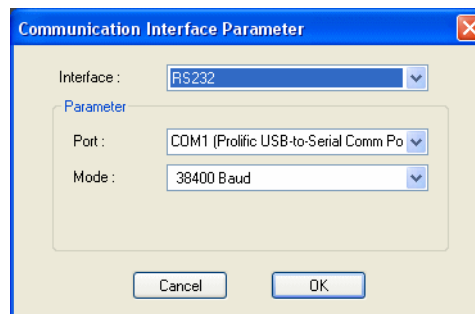 Communication Interface Parameter
Interface : RS232
Parameter
Port : COM1 (Prolific USB-to-Serial Comm Po
Mode : 38400 Baud
Cancel OK